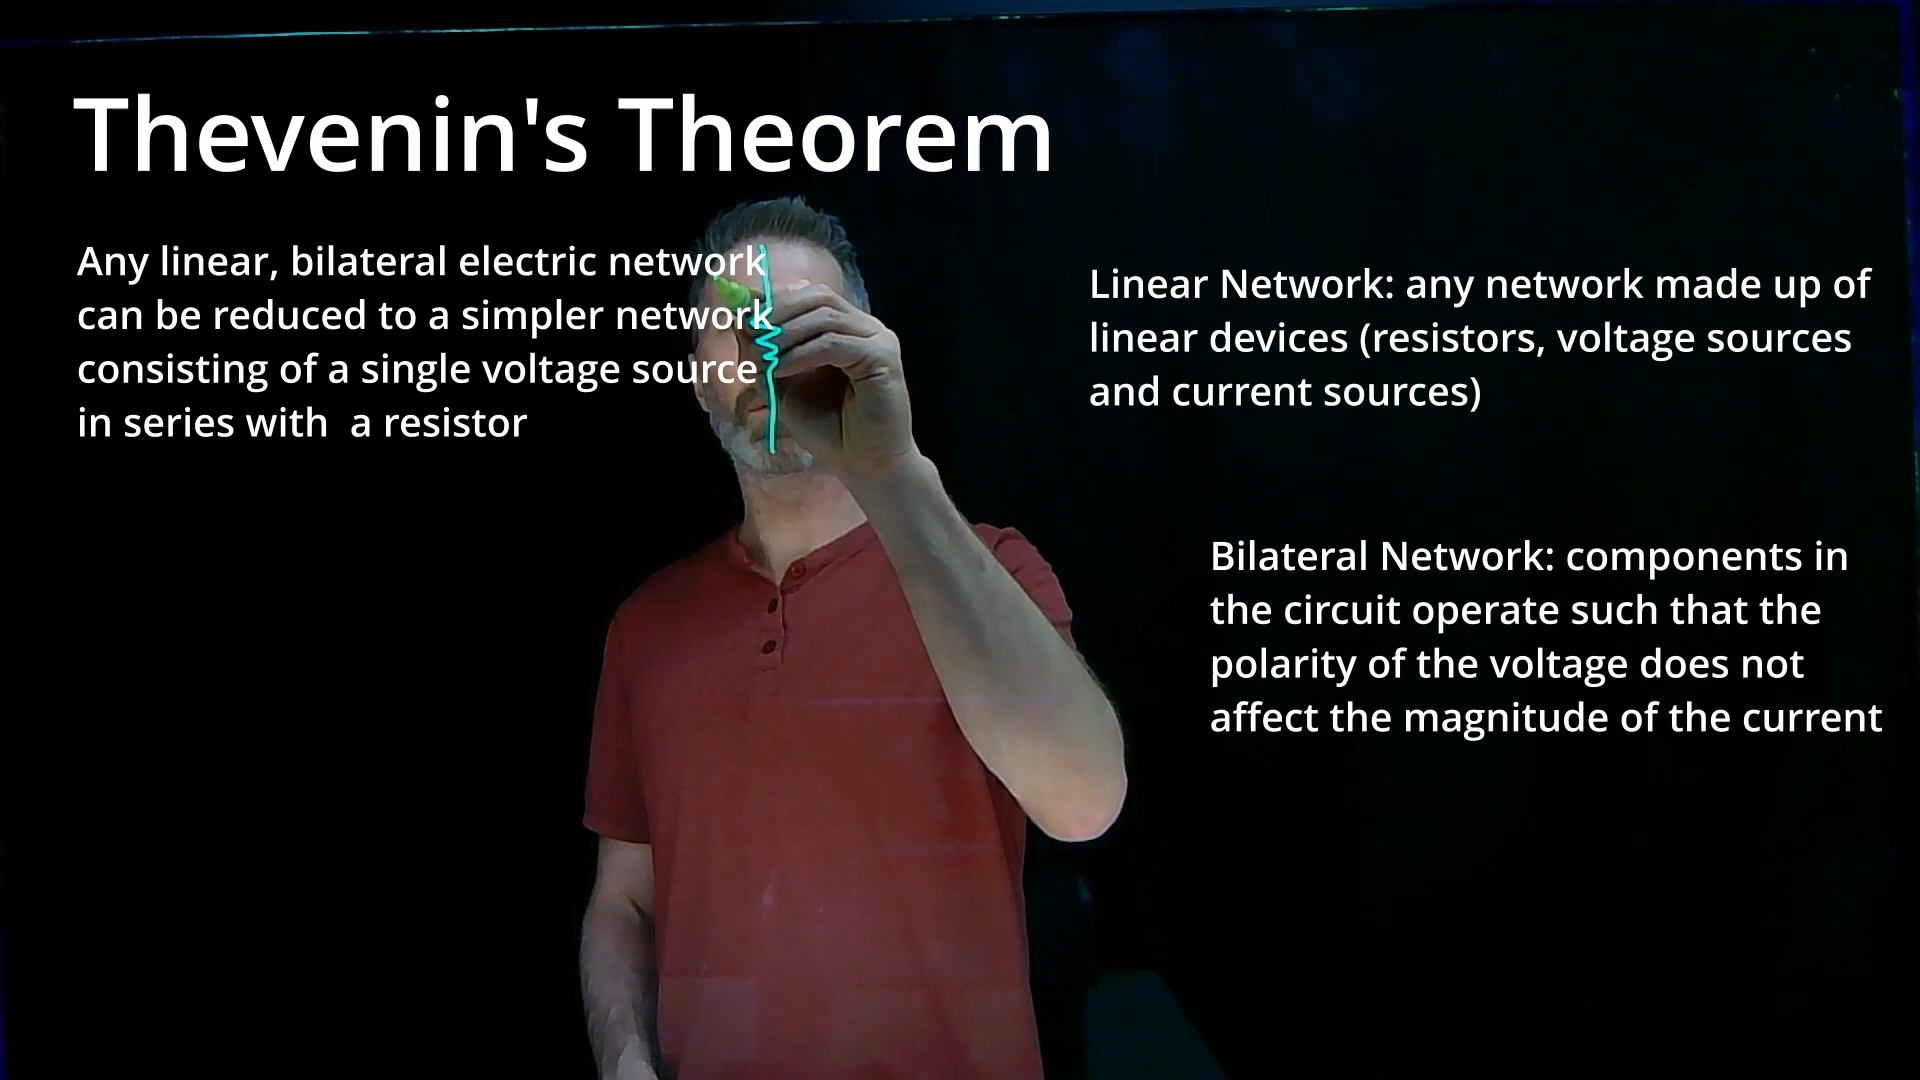 Thevenin's Theorem
Any linear, bilateral electric network
can be reduced to a simpler network
consisting of a single voltage source
in series with  a resistor
Linear Network: any network made up of
linear devices (resistors, voltage sources
and current sources)
Bilateral Network: components in
the circuit operate such that the
polarity of the voltage does not
affect the magnitude of the current